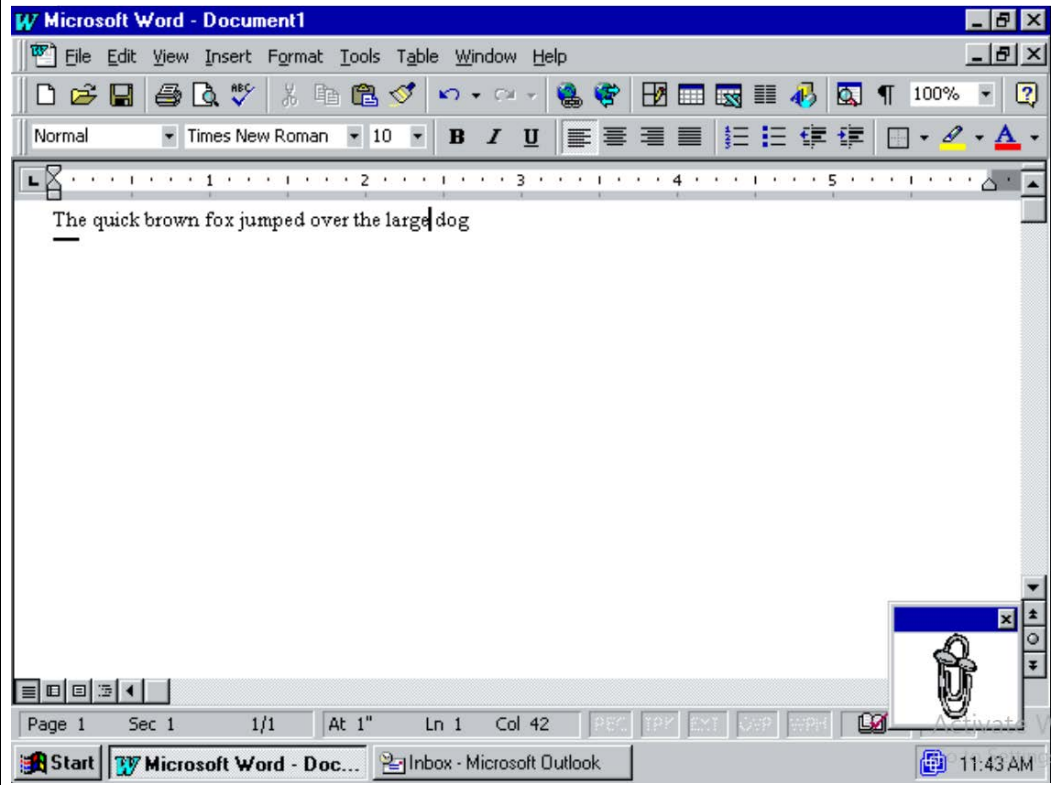 Microsoft Word - Document1
File Edit View Insert Format Tools Table Window Help
ABC 100%
Normal Times New Roman 10 B I U A
1 2 3 4 5
The quick brown fox jumped over the large dog
Page 1 Sec 1 1/1 At 1" Ln 1 Col 42 REC TRK EXT OVR WPH
Activate
Start Microsoft Word - Doc... Inbox - Microsoft Outlook 11:43 AM